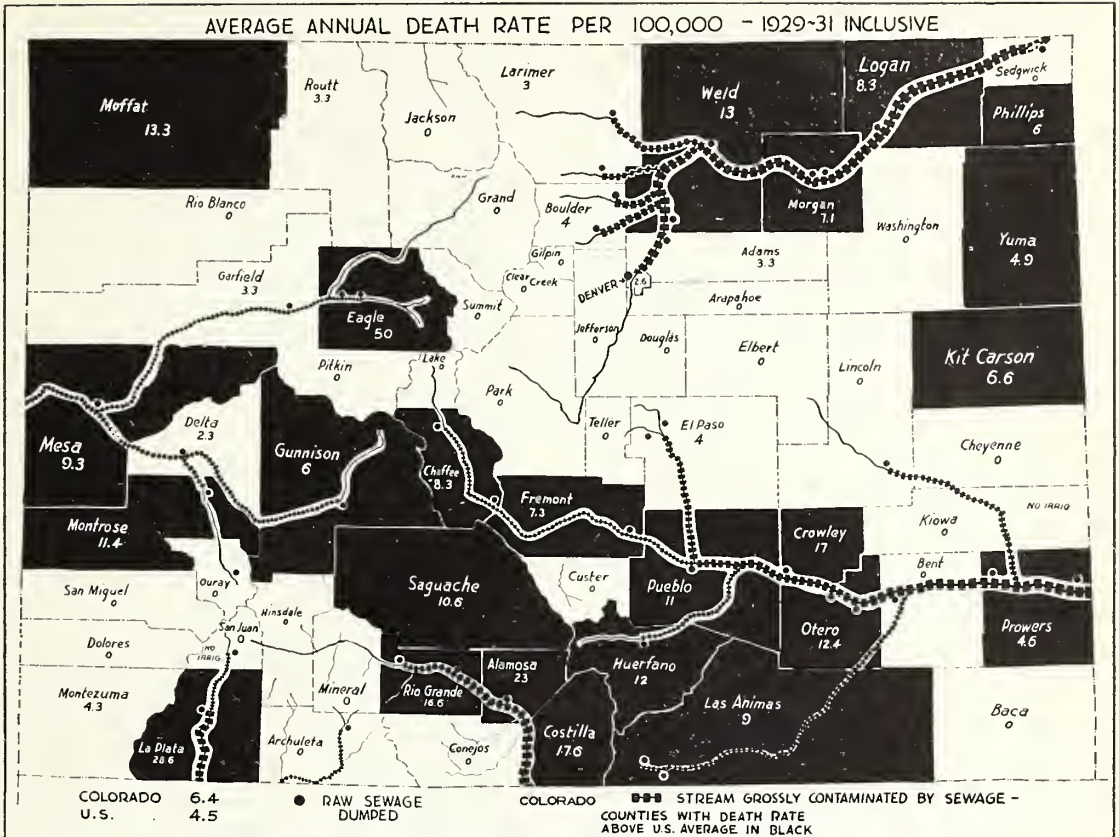 AVERAGE ANNUAL DEATH RATE PER 100,000 - 1929-31 INCLUSIVE
Moffat
13.3
Routt
3.3
Jackson
0
Larimer
3
Weld
13
Logan
8.3
Sedgwick
0
Phillips
6
Rio Blanco
0
Grand
0
Boulder
4
Morgan
7.1
Washington
0
Yuma
4.9
Garfield
3.3
Gilpin
0
Clear Creek
0
Adams
3.3
DENVER
2.6
Arapahoe
0
Eagle
50
Summit
0
Jefferson
0
Douglas
0
Elbert
0
Lincoln
0
Kit Carson
6.6
Pitkin
0
Lake
0
Park
0
Mesa
9.3
Delta
2.3
Gunnison
6
Chaffee
8.3
Teller
0
El Paso
4
Cheyenne
0
Montrose
11.4
Fremont
7.3
Crowley
17
Kiowa
0
NO IRRIG
San Miguel
0
Ouray
0
Hinsdale
0
Saguache
10.6
Custer
0
Pueblo
11
Bent
0
Otero
12.4
Prowers
4.6
Dolores
0
San Juan
0
NO IRRIG
Montezuma
4.3
La Plata
28.6
Archuleta
0
Mineral
0
Rio Grande
16.6
Alamosa
23
Conejos
0
Costilla
17.6
Huerfano
12
Las Animas
9
Baca
0
COLORADO 6.4
U.S. 4.5
RAW SEWAGE
DUMPED
COLORADO
STREAM GROSSLY CONTAMINATED BY SEWAGE -
COUNTIES WITH DEATH RATE
ABOVE U.S. AVERAGE IN BLACK